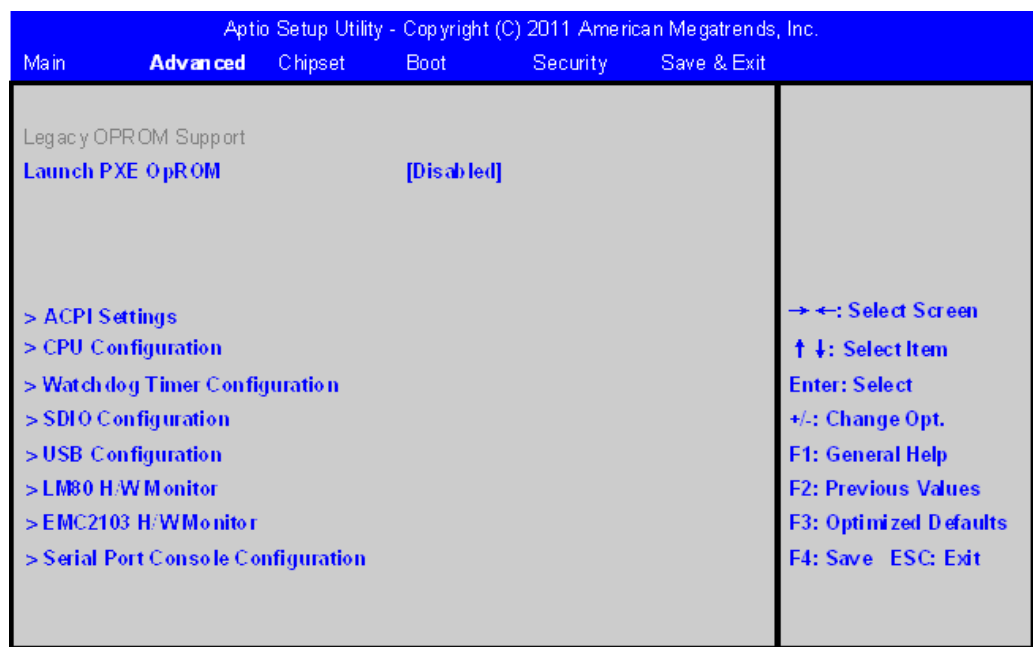 Aptio Setup Utility - Copyright (C) 2011 American Megatrends, Inc.
Main Advanced Chipset Boot Security Save & Exit
Legacy OPROM Support
Launch PXE OpROM [Disabled]
> ACPI Settings
> CPU Configuration
> Watchdog Timer Configuration
> SDIO Configuration
> USB Configuration
> LM80 H/W Monitor
> EMC2103 H/W Monitor
> Serial Port Console Configuration
→ ←: Select Screen
↑ ↓: Select Item
Enter: Select
+/-: Change Opt.
F1: General Help
F2: Previous Values
F3: Optimized Defaults
F4: Save ESC: Exit